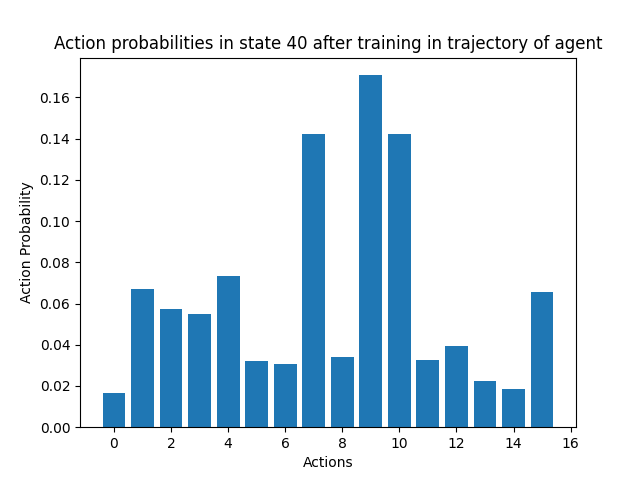 Action probabilities in state 40 after training in trajectory of agent
0.16
0.14
0.12
0.10
0.08
0.06
0.04
0.02
0.00
Action Probability
0 2 4 6 8 10 12 14 16
Actions